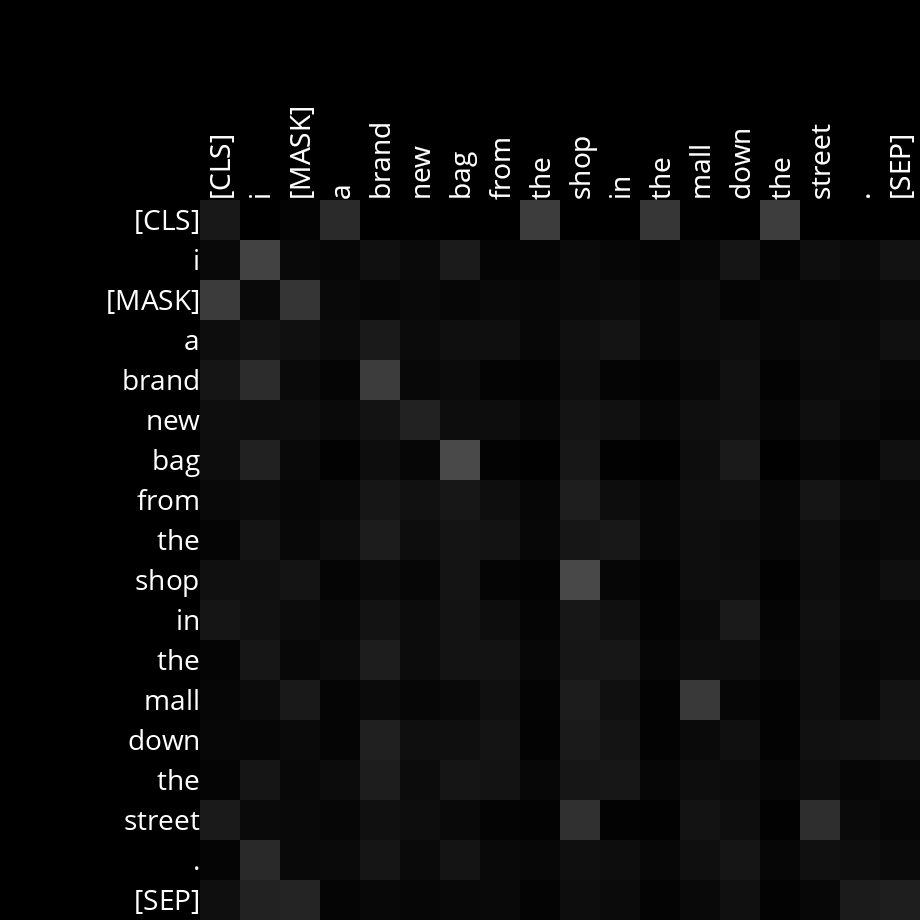 [CLS] i [MASK] a brand new bag from the shop in the mall down the street . [SEP]
[CLS]
i
[MASK]
a
brand
new
bag
from
the
shop
in
the
mall
down
the
street
.
[SEP]